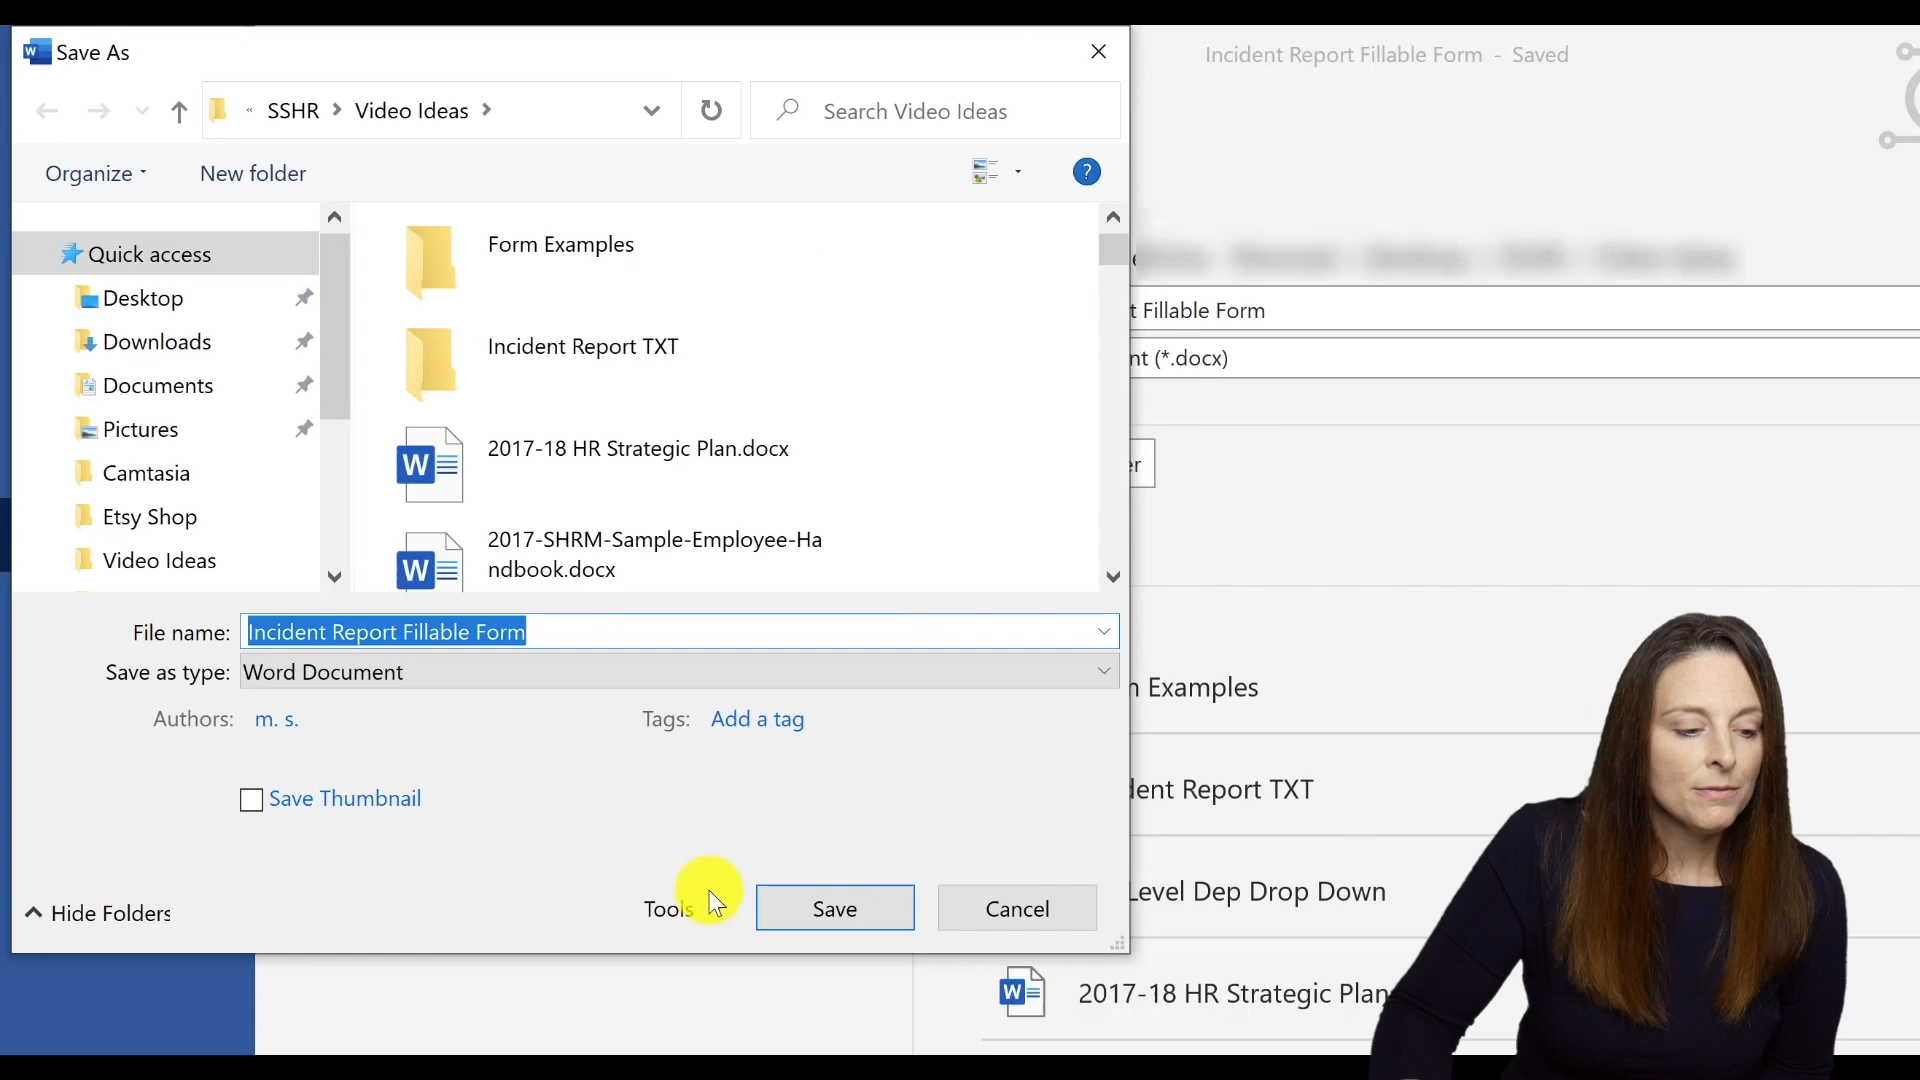 Save As
Incident Report Fillable Form - Saved
« SSHR > Video Ideas >
Search Video Ideas
Organize
New folder
?
Quick access
Desktop
Downloads
Documents
Pictures
Camtasia
Etsy Shop
Video Ideas
Form Examples
Incident Report TXT
W
2017-18 HR Strategic Plan.docx
W
2017-SHRM-Sample-Employee-Ha
ndbook.docx
t Fillable Form
nt (*.docx)
er
File name: Incident Report Fillable Form
Save as type: Word Document
Authors: m. s.
Tags: Add a tag
Save Thumbnail
Hide Folders
Tools
Save
Cancel
n Examples
dent Report TXT
Level Dep Drop Down
W
2017-18 HR Strategic Plan